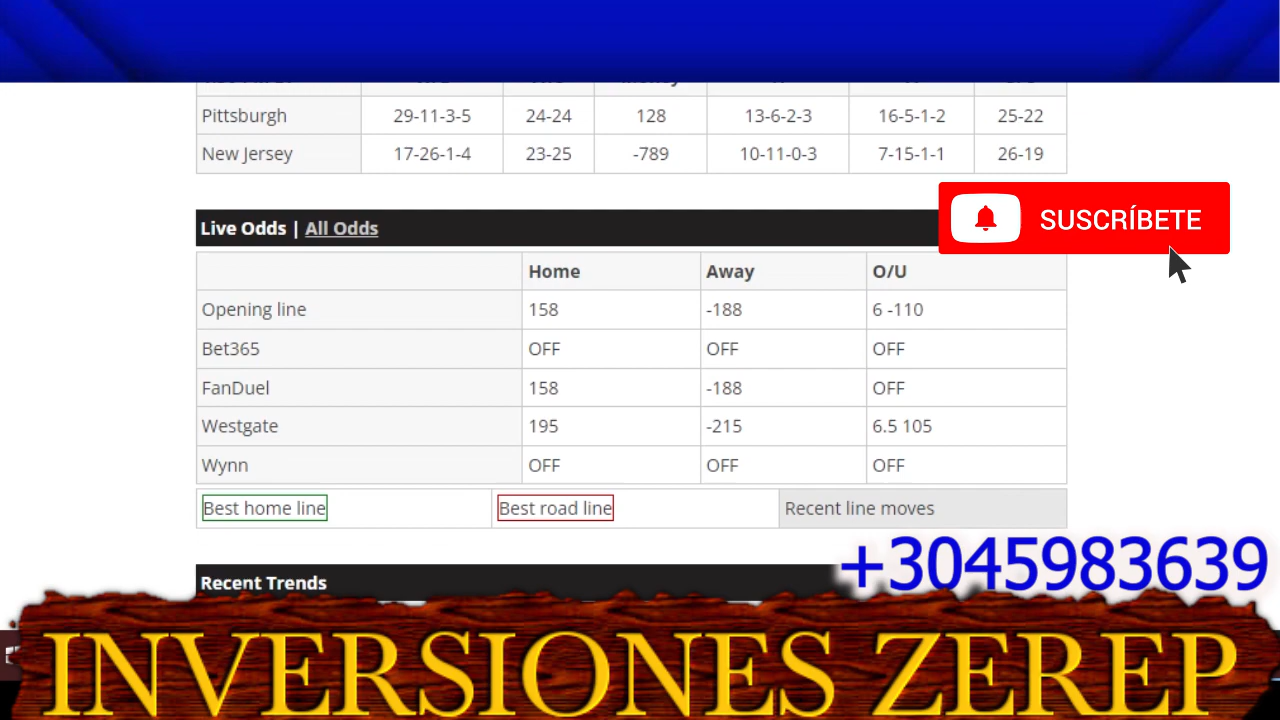 Pittsburgh 29-11-3-5 24-24 128 13-6-2-3 16-5-1-2 25-22
New Jersey 17-26-1-4 23-25 -789 10-11-0-3 7-15-1-1 26-19
SUSCRÍBETE
Live Odds | All Odds
Home Away O/U
Opening line 158 -188 6 -110
Bet365 OFF OFF OFF
FanDuel 158 -188 OFF
Westgate 195 -215 6.5 105
Wynn OFF OFF OFF
Best home line Best road line Recent line moves
+3045983639
Recent Trends
INVERSIONES ZEREP